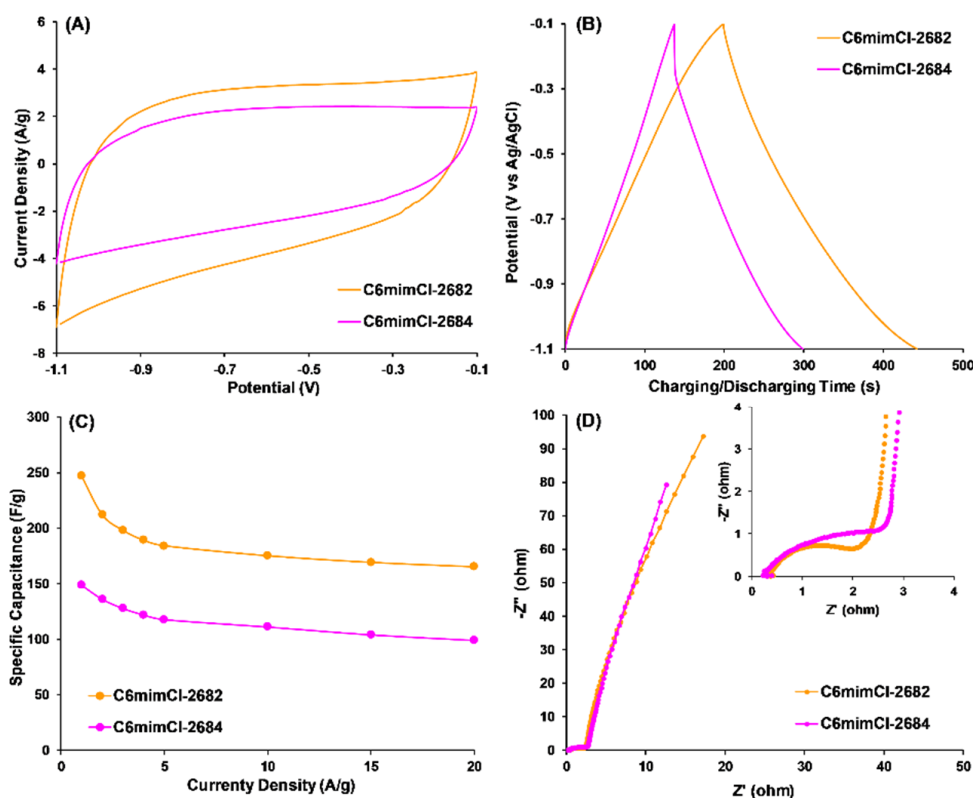 (A)
Current Density (A/g)
8
4
2
0
-2
-4
-6
-8
-1.1 -0.9 -0.7 -0.5 -0.3 -0.1
Potential (V)
C6mimCl-2682
C6mimCl-2684
(B)
Potential (V vs Ag/AgCl)
-0.1
-0.3
-0.5
-0.7
-0.9
-1.1
0 100 200 300 400 500
Charging/Discharging Time (s)
C6mimCl-2682
C6mimCl-2684
(C)
Specific Capacitance (F/g)
300
250
200
150
100
50
0
0 5 10 15 20
Currenty Density (A/g)
C6mimCl-2682
C6mimCl-2684
(D)
-Z" (ohm)
100
90
80
70
60
50
40
30
20
10
0
0 10 20 30 40 50
Z' (ohm)
C6mimCl-2682
C6mimCl-2684
-Z" (ohm)
4
3
2
1
0
0 1 2 3 4
Z' (ohm)